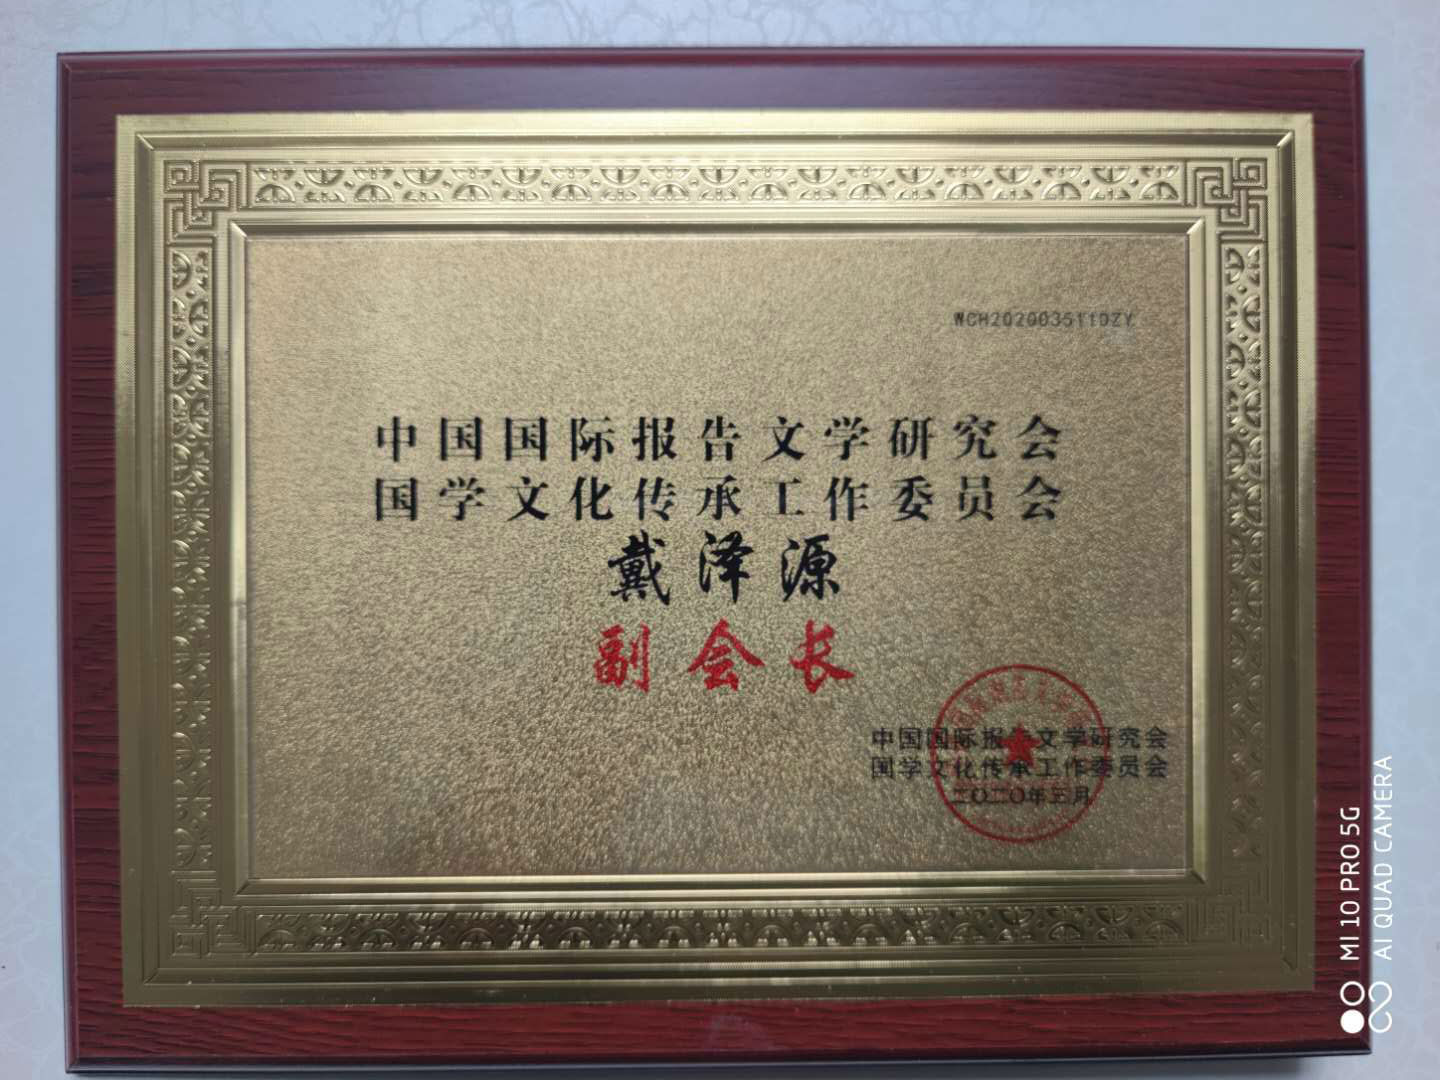 WCH2020035110ZY
中国国际报告文学研究会
国学文化传承工作委员会
戴泽源
副会长
中国国际报告文学研究会
国学文化传承工作委员会
二〇二〇年三月
MI 10 PRO 5G
AI QUAD CAMERA